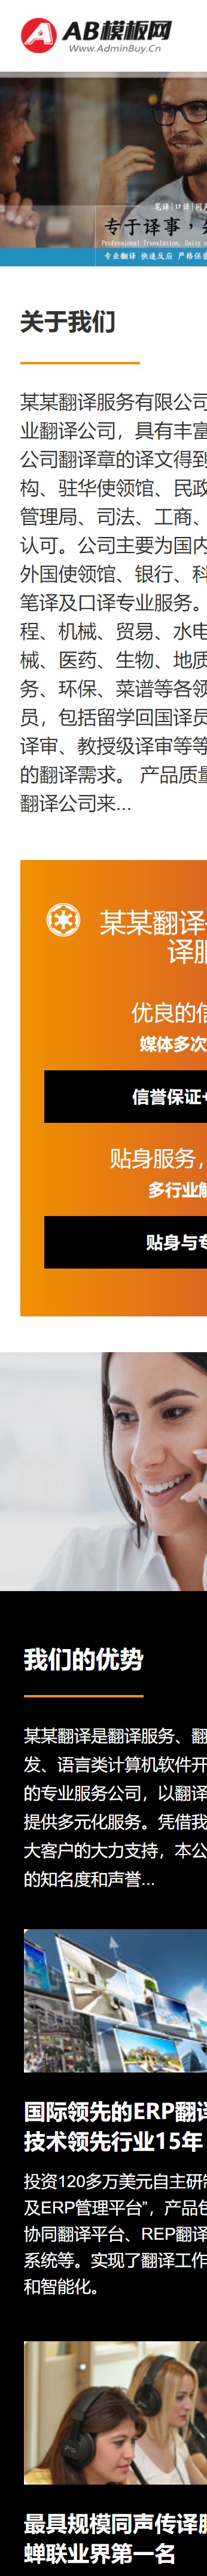 AB模板网
Www.AdminBuy.Cn
笔译|口译|同声
专于译事，
Professional Translation, Unity o
专业翻译 快速反应 严格保密
关于我们
某某翻译服务有限公司
业翻译公司，具有丰富
公司翻译章的译文得到
构、驻华使领馆、民政
管理局、司法、工商、
认可。公司主要为国内
外国使领馆、银行、科
笔译及口译专业服务。
程、机械、贸易、水电
械、医药、生物、地质
务、环保、菜谱等各领
员，包括留学回国译员
译审、教授级译审等等
的翻译需求。 产品质量
翻译公司来...
某某翻译
译服
优良的信
媒体多次
信誉保证+
贴身服务，
多行业解
贴身与专
我们的优势
某某翻译是翻译服务、翻
发、语言类计算机软件开
的专业服务公司，以翻译
提供多元化服务。凭借我
大客户的大力支持，本公
的知名度和声誉...
国际领先的ERP翻译
技术领先行业15年
投资120多万美元自主研制
及ERP管理平台”，产品包
协同翻译平台、REP翻译
系统等。实现了翻译工作
和智能化。
最具规模同声传译服
蝉联业界第一名